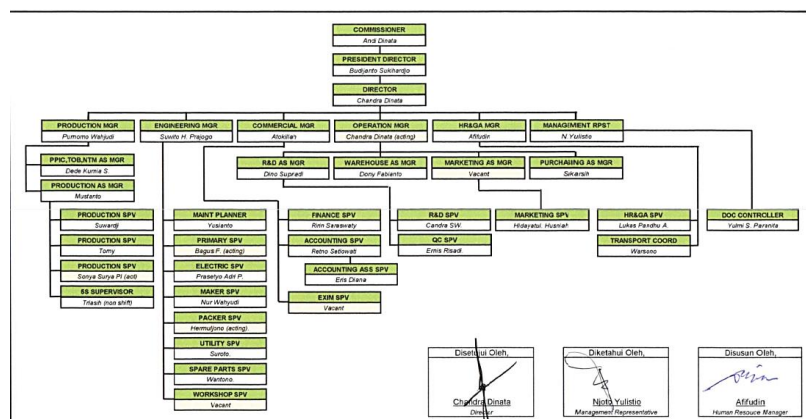 COMMISSIONER
Andi Dinata
PRESIDENT DIRECTOR
Budijanto Sukihardjo
DIRECTOR
Chandra Dinata
PRODUCTION MGR
Purnomo Wahjudi
ENGINEERING MGR
Suwito H. Prajogo
COMMERCIAL MGR
OPERATION MGR
Chandra Dinata (acting)
HR&GA MGR
Afifudin
MANAGEMENT RPST
N.Yulistio
PPIC,TOB,NTM AS MGR
Dede Kurnia S.
PRODUCTION AS MGR
Mustanto
R&D AS MGR
Dino Supradi
WAREHOUSE AS MGR
Dony Fabianto
MARKETING AS MGR
Vacant
PURCHASING AS MGR
PRODUCTION SPV
Suwardji
PRODUCTION SPV
Tomy
PRODUCTION SPV
Sonya Surya PI (act)
5S SUPERVISOR
Triasih (non shift)
MAINT PLANNER
Yusianto
PRIMARY SPV
Bagus F. (acting)
ELECTRIC SPV
Prasetyo Adri P.
MAKER SPV
Nur Wahyudi
PACKER SPV
(acting)
UTILITY SPV
Suroto.
SPARE PARTS SPV
Wantono.
WORKSHOP SPV
Vacant
FINANCE SPV
Ririn Saraswaty
ACCOUNTING SPV
Retno Setiowati
ACCOUNTING ASS SPV
Eris Diana
EXIM SPV
Vacant
R&D SPV
Candra SW.
QC SPV
Ernis Risadi.
MARKETING SPV
Hidayatul. Husniah
HR&GA SPV
Lukas Pandhu A.
TRANSPORT COORD
Warsono
DOC CONTROLLER
Yulmi S. Parenta
Disetujui Oleh,
Chandra Dinata
Director
Diketahui Oleh,
Njoto Yulistio
Management Representative
Disusun Oleh,
Afifudin
Human Resouce Manager